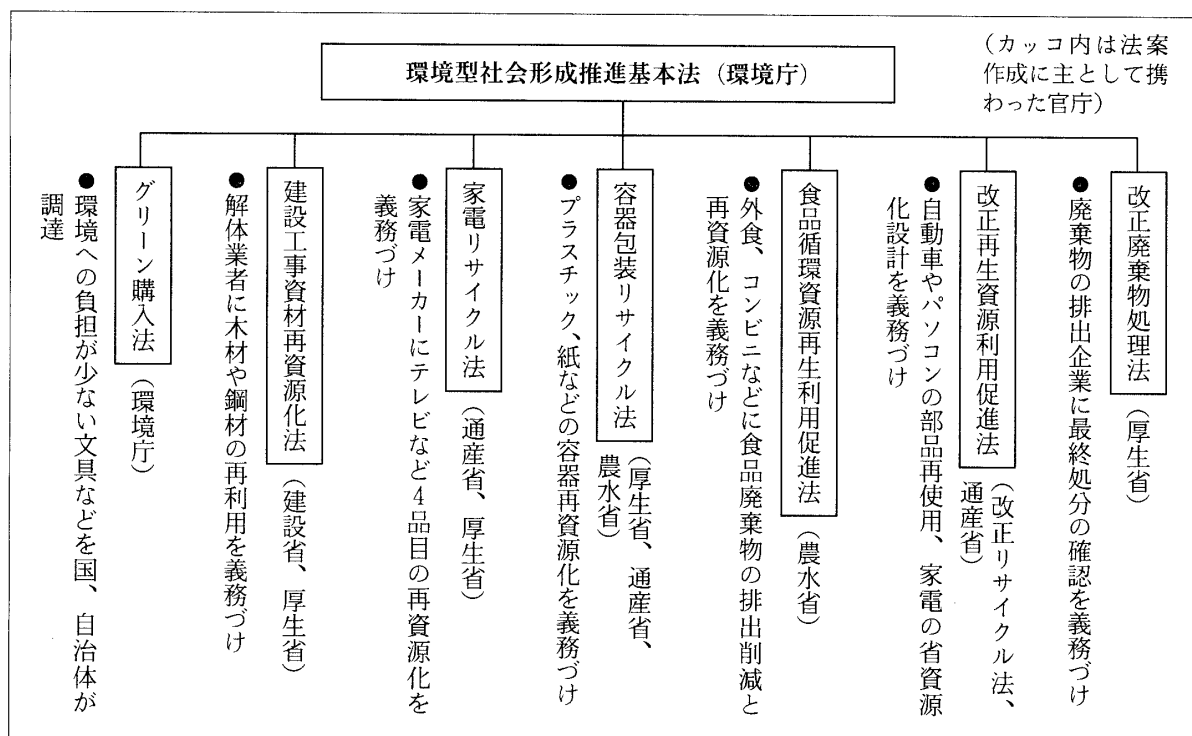 環境型社会形成推進基本法（環境庁）
（カッコ内は法案
作成に主として携
わった官庁）
改正廃棄物処理法（厚生省）
●廃棄物の排出企業に最終処分の確認を義務づけ
改正再生資源利用促進法（改正リサイクル法、
通産省）
●自動車やパソコンの部品再使用、家電の省資源
化設計を義務づけ
食品循環資源再生利用促進法（農水省）
●外食、コンビニなどに食品廃棄物の排出削減と
再資源化を義務づけ
容器包装リサイクル法（厚生省、通産省、
農水省）
●プラスチック、紙などの容器再資源化を義務づけ
家電リサイクル法（通産省、厚生省）
●家電メーカーにテレビなど4品目の再資源化を
義務づけ
建設工事資材再資源化法（建設省、厚生省）
●解体業者に木材や鋼材の再利用を義務づけ
グリーン購入法（環境庁）
●環境への負担が少ない文具などを国、自治体が
調達